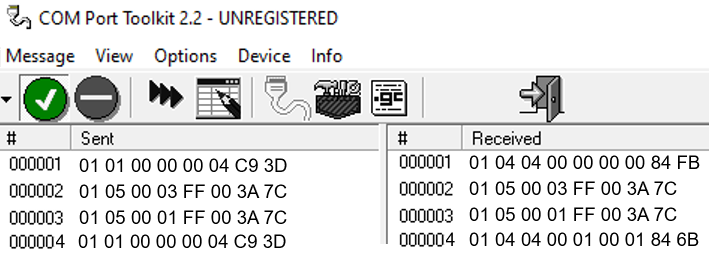 COM Port Toolkit 2.2 - UNREGISTERED
Message View Options Device Info
.gc
# Sent
000001 01 01 00 00 00 04 C9 3D
000002 01 05 00 03 FF 00 3A 7C
000003 01 05 00 01 FF 00 3A 7C
000004 01 01 00 00 00 04 C9 3D
# Received
000001 01 04 04 00 00 00 00 84 FB
000002 01 05 00 03 FF 00 3A 7C
000003 01 05 00 01 FF 00 3A 7C
000004 01 04 04 00 01 00 01 84 6B